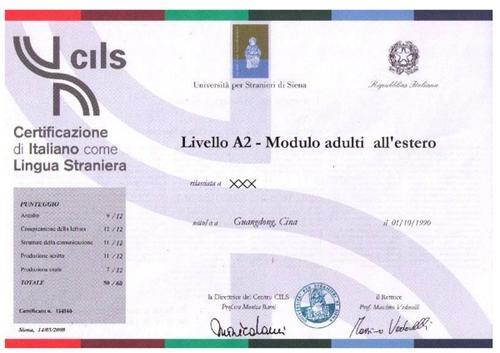 cils
Università per Stranieri di Siena
Repubblica Italiana
Certificazione
di Italiano come
Lingua Straniera
Livello A2 - Modulo adulti all'estero
rilasciata a XXX
nato/a a Guangdong, Cina il 01/10/1990
PUNTEGGIO
Ascolto 9 / 12
Comprensione della lettura 12 / 12
Strutture della comunicazione 11 / 12
Produzione scritta 11 / 12
Produzione orale 7 / 12
TOTALE 50 / 60
Certificato n.
Siena,
la Direttrice del Centro CILS
Prof.ssa Monica Barni
il Rettore
Prof. Massimo Vedovelli
Massimo Vedovelli